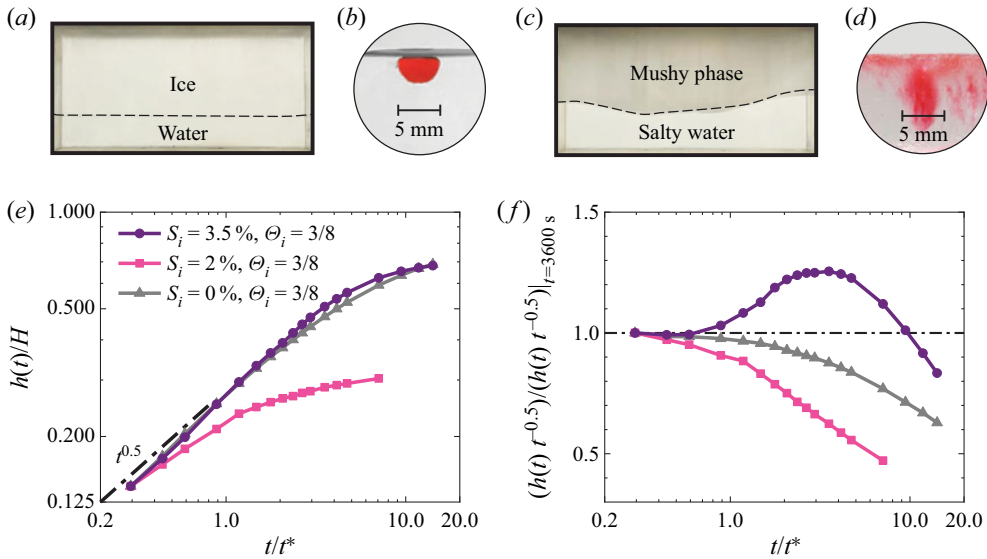 (a)
Ice
Water
(b)
5 mm
(c)
Mushy phase
Salty water
(d)
5 mm
(e)
h(t)/H
1.000
0.500
0.200
0.125
S_i = 3.5 %, Θ_i = 3/8
S_i = 2 %, Θ_i = 3/8
S_i = 0 %, Θ_i = 3/8
t^0.5
0.2 1.0 10.0 20.0
t/t*
(f)
(h(t) t^−0.5)/(h(t) t^−0.5)|_t=3600 s
1.5
1.0
0.5
0.2 1.0 10.0 20.0
t/t*